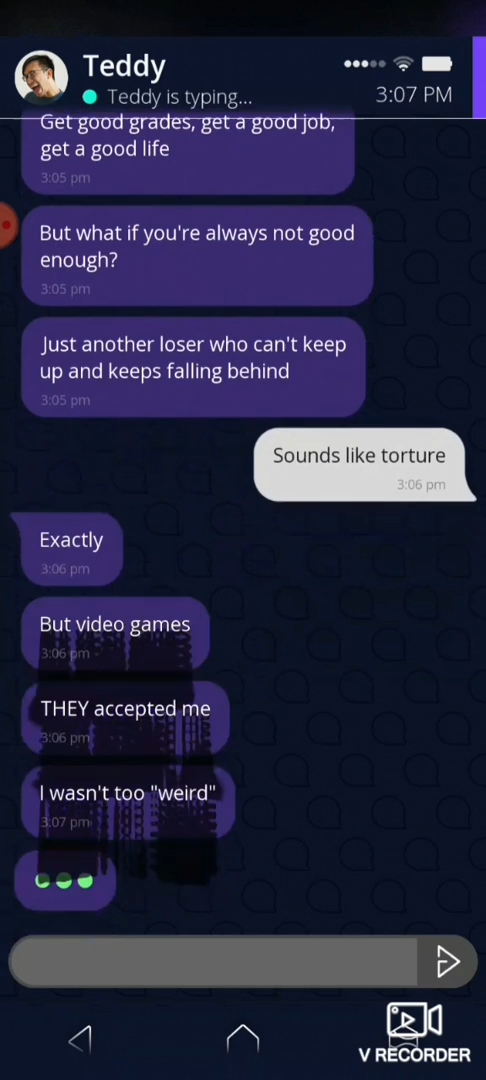 Teddy
Teddy is typing...
3:07 PM
Get good grades, get a good job,
get a good life
3:05 pm
But what if you're always not good
enough?
3:05 pm
Just another loser who can't keep
up and keeps falling behind
3:05 pm
Sounds like torture
3:06 pm
Exactly
3:06 pm
But video games
3:06 pm
THEY accepted me
3:06 pm
I wasn't too "weird"
3:07 pm
V RECORDER